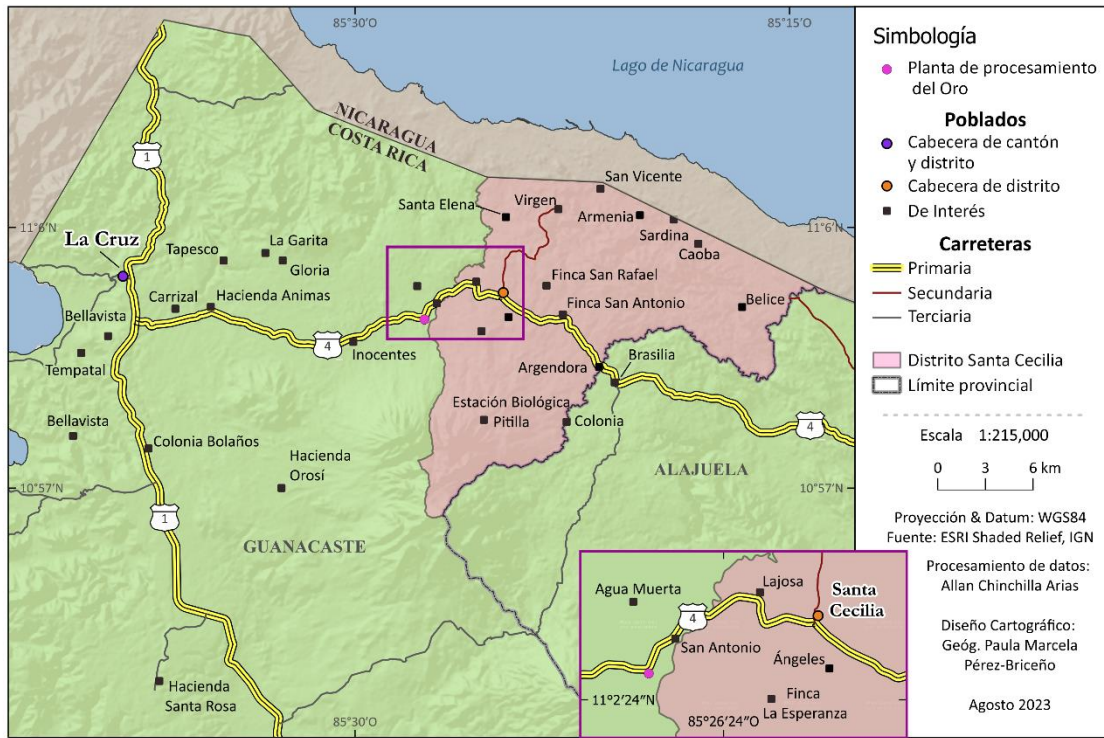 85°30'O
85°15'O
Lago de Nicaragua
NICARAGUA
COSTA RICA
1
San Vicente
Santa Elena
Virgen
Armenia
Sardina
Caoba
11°6'N
11°6'N
La Cruz
Tapesco
La Garita
Gloria
Finca San Rafael
Carrizal
Hacienda Animas
Finca San Antonio
Belice
Bellavista
4
Inocentes
Tempatal
Argendora
Brasilia
Estación Biológica
Pitilla
Colonia
4
Bellavista
Colonia Bolaños
Hacienda
Orosí
ALAJUELA
10°57'N
10°57'N
1
GUANACASTE
Hacienda
Santa Rosa
85°30'O
Agua Muerta
Lajosa
Santa
Cecilia
4
San Antonio
Ángeles
Finca
La Esperanza
11°2'24"N
85°26'24"O
Simbología
Planta de procesamiento
del Oro
Poblados
Cabecera de cantón
y distrito
Cabecera de distrito
De Interés
Carreteras
Primaria
Secundaria
Terciaria
Distrito Santa Cecilia
Límite provincial
Escala 1:215,000
0 3 6 km
Proyección & Datum: WGS84
Fuente: ESRI Shaded Relief, IGN
Procesamiento de datos:
Allan Chinchilla Arias
Diseño Cartográfico:
Geóg. Paula Marcela
Pérez-Briceño
Agosto 2023